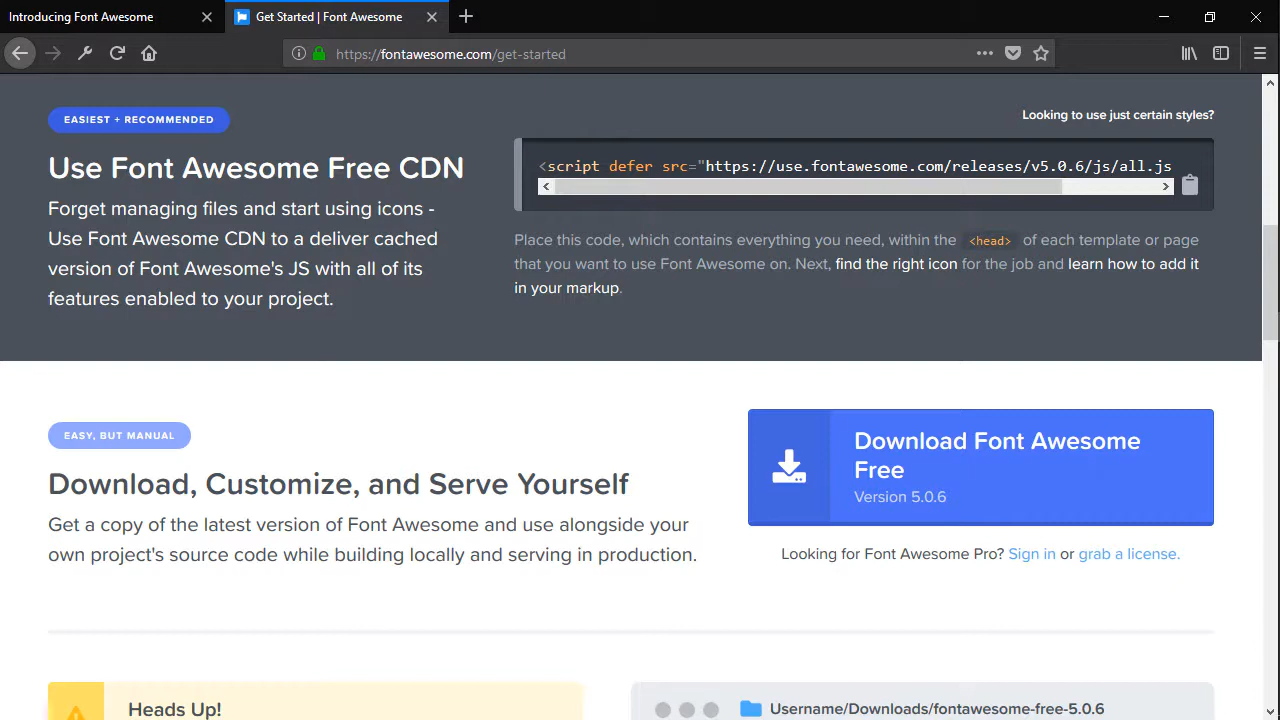 Introducing Font Awesome
Get Started | Font Awesome
https://fontawesome.com/get-started
EASIEST + RECOMMENDED
Use Font Awesome Free CDN
Forget managing files and start using icons -
Use Font Awesome CDN to a deliver cached
version of Font Awesome's JS with all of its
features enabled to your project.
Looking to use just certain styles?
<script defer src="https://use.fontawesome.com/releases/v5.0.6/js/all.js
Place this code, which contains everything you need, within the <head> of each template or page
that you want to use Font Awesome on. Next, find the right icon for the job and learn how to add it
in your markup.
EASY, BUT MANUAL
Download, Customize, and Serve Yourself
Get a copy of the latest version of Font Awesome and use alongside your
own project's source code while building locally and serving in production.
Download Font Awesome
Free
Version 5.0.6
Looking for Font Awesome Pro? Sign in or grab a license.
Heads Up!
Username/Downloads/fontawesome-free-5.0.6